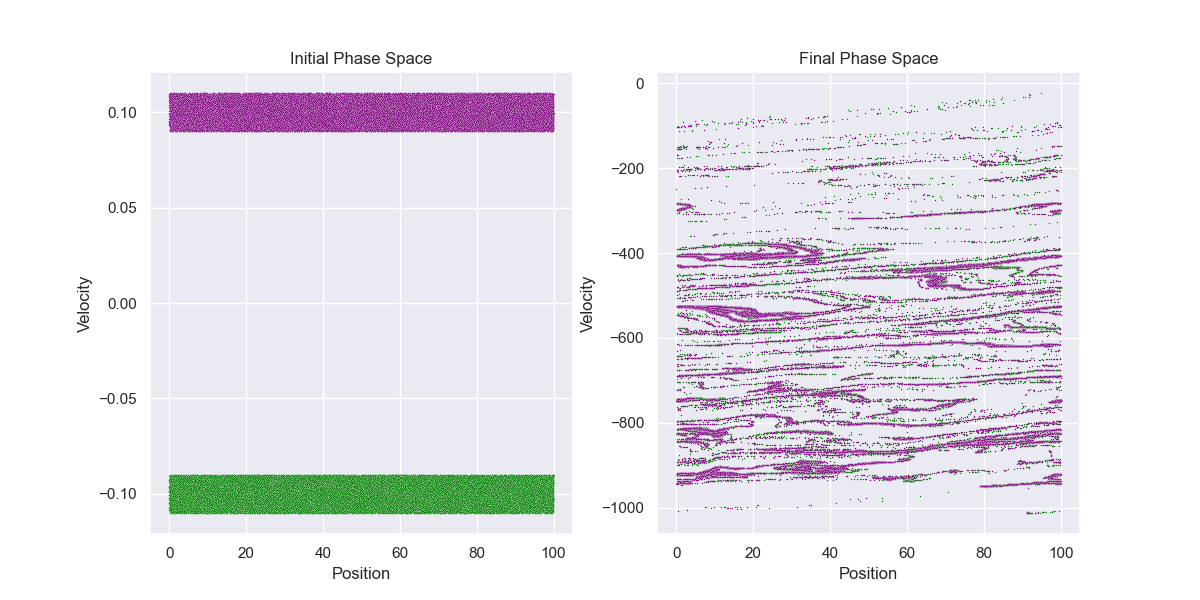 Initial Phase Space
Velocity
0.10
0.05
0.00
−0.05
−0.10
0 20 40 60 80 100
Position
Final Phase Space
Velocity
0
−200
−400
−600
−800
−1000
0 20 40 60 80 100
Position